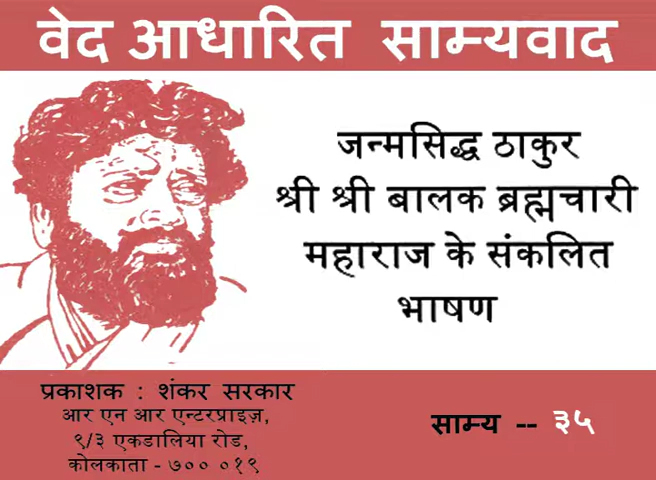 वेद आधारित साम्यवाद
जन्मसिद्ध ठाकुर
श्री श्री बालक ब्रह्मचारी
महाराज के संकलित
भाषण
प्रकाशक : शंकर सरकार
आर एन आर एन्टरप्राइज़,
९/३ एकडालिया रोड,
कोलकाता - ७०० ०१९
साम्य -- ३५